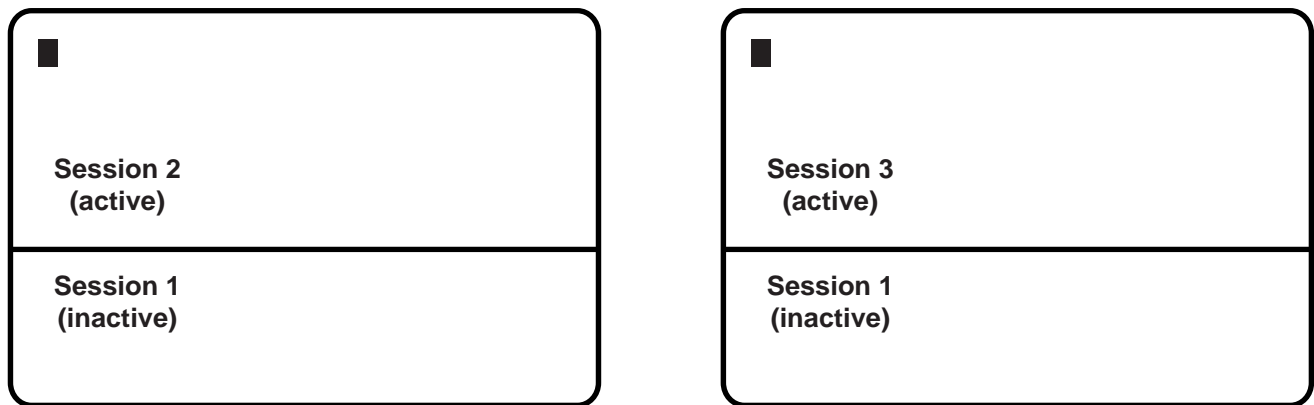 Session 2
(active)
Session 1
(inactive)
Session 3
(active)
Session 1
(inactive)